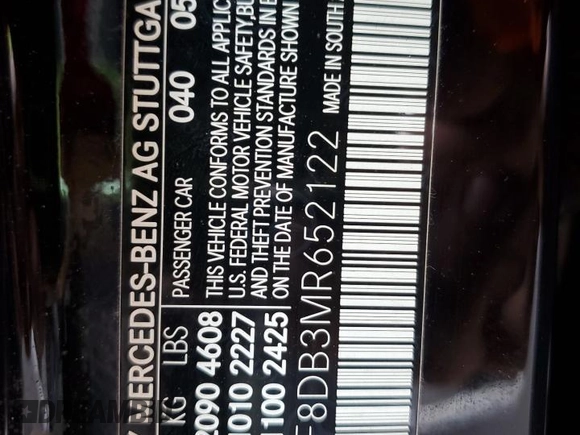 MERCEDES-BENZ AG STUTTGA
KG LBS PASSENGER CAR 040 05
2090 4608 THIS VEHICLE CONFORMS TO ALL APPLIC
1010 2227 U.S. FEDERAL MOTOR VEHICLE SAFETY, BU
1100 2425 AND THEFT PREVENTION STANDARDS IN E
ON THE DATE OF MANUFACTURE SHOWN
F8DB3MR652122 MADE IN SOUTH